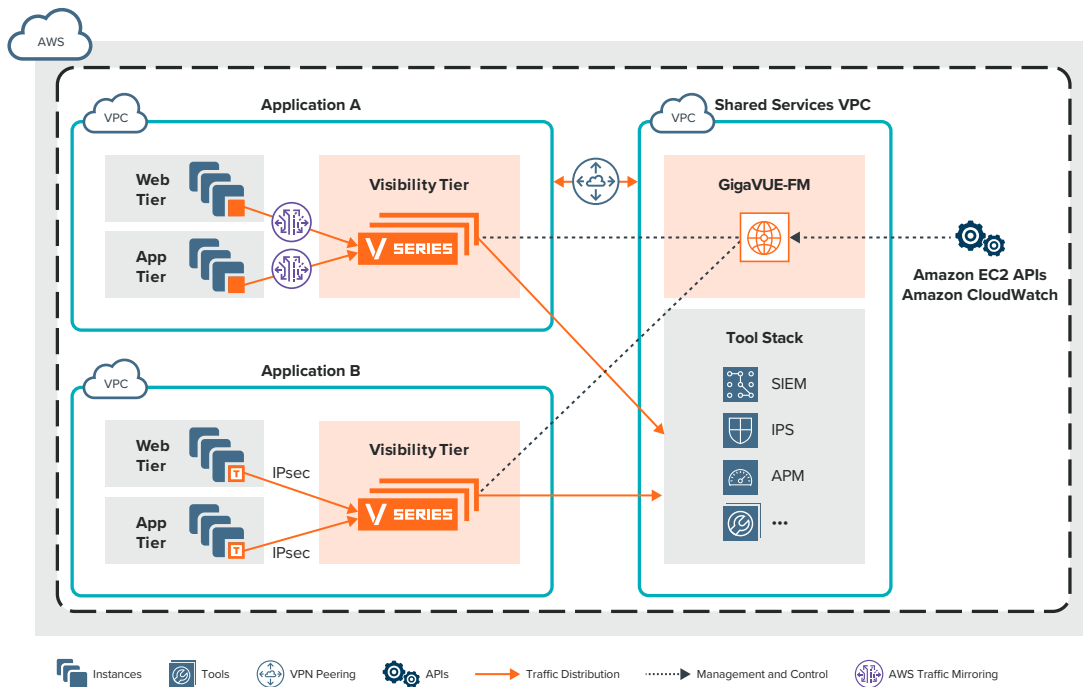 AWS
Application A
Shared Services VPC
VPC
VPC
Web
Tier
Visibility Tier
GigaVUE-FM
V SERIES
App
Tier
Amazon EC2 APIs
Amazon CloudWatch
Tool Stack
Application B
VPC
SIEM
IPS
Web
Tier
Visibility Tier
T
IPsec
APM
V SERIES
App
Tier
T
IPsec
•••
Instances
Tools
VPN Peering
APIs
Traffic Distribution
Management and Control
AWS Traffic Mirroring